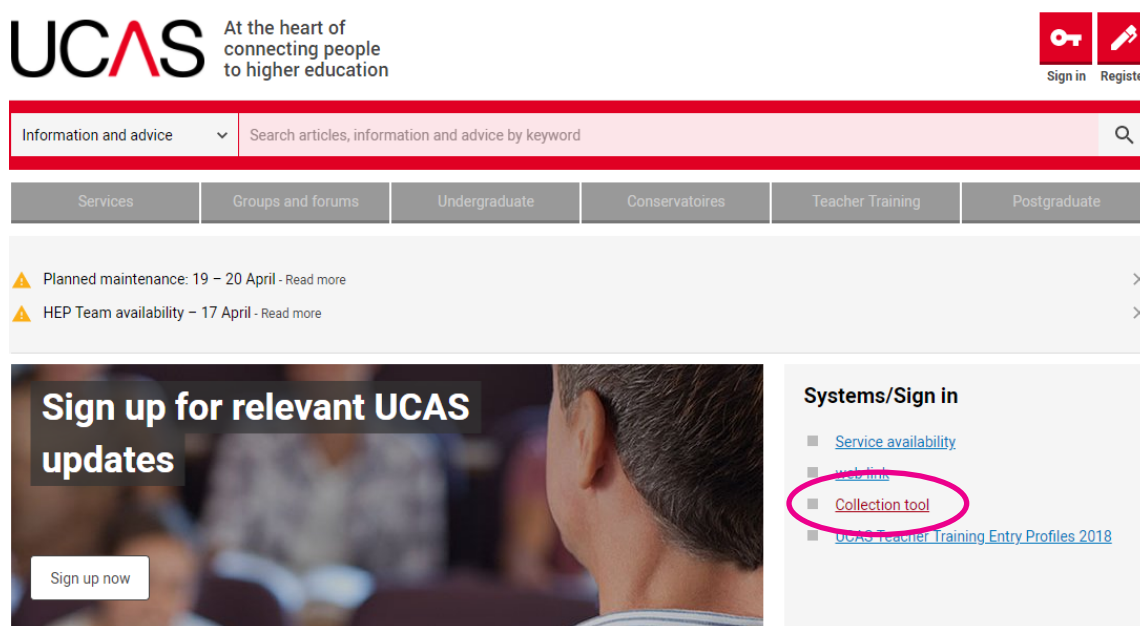 UCAS
At the heart of
connecting people
to higher education
Sign in
Registe
Information and advice
Search articles, information and advice by keyword
Services
Groups and forums
Undergraduate
Conservatoires
Teacher Training
Postgraduate
Planned maintenance: 19 – 20 April - Read more
HEP Team availability – 17 April - Read more
Sign up for relevant UCAS
updates
Sign up now
Systems/Sign in
Service availability
web link
Collection tool
UCAS Teacher Training Entry Profiles 2018